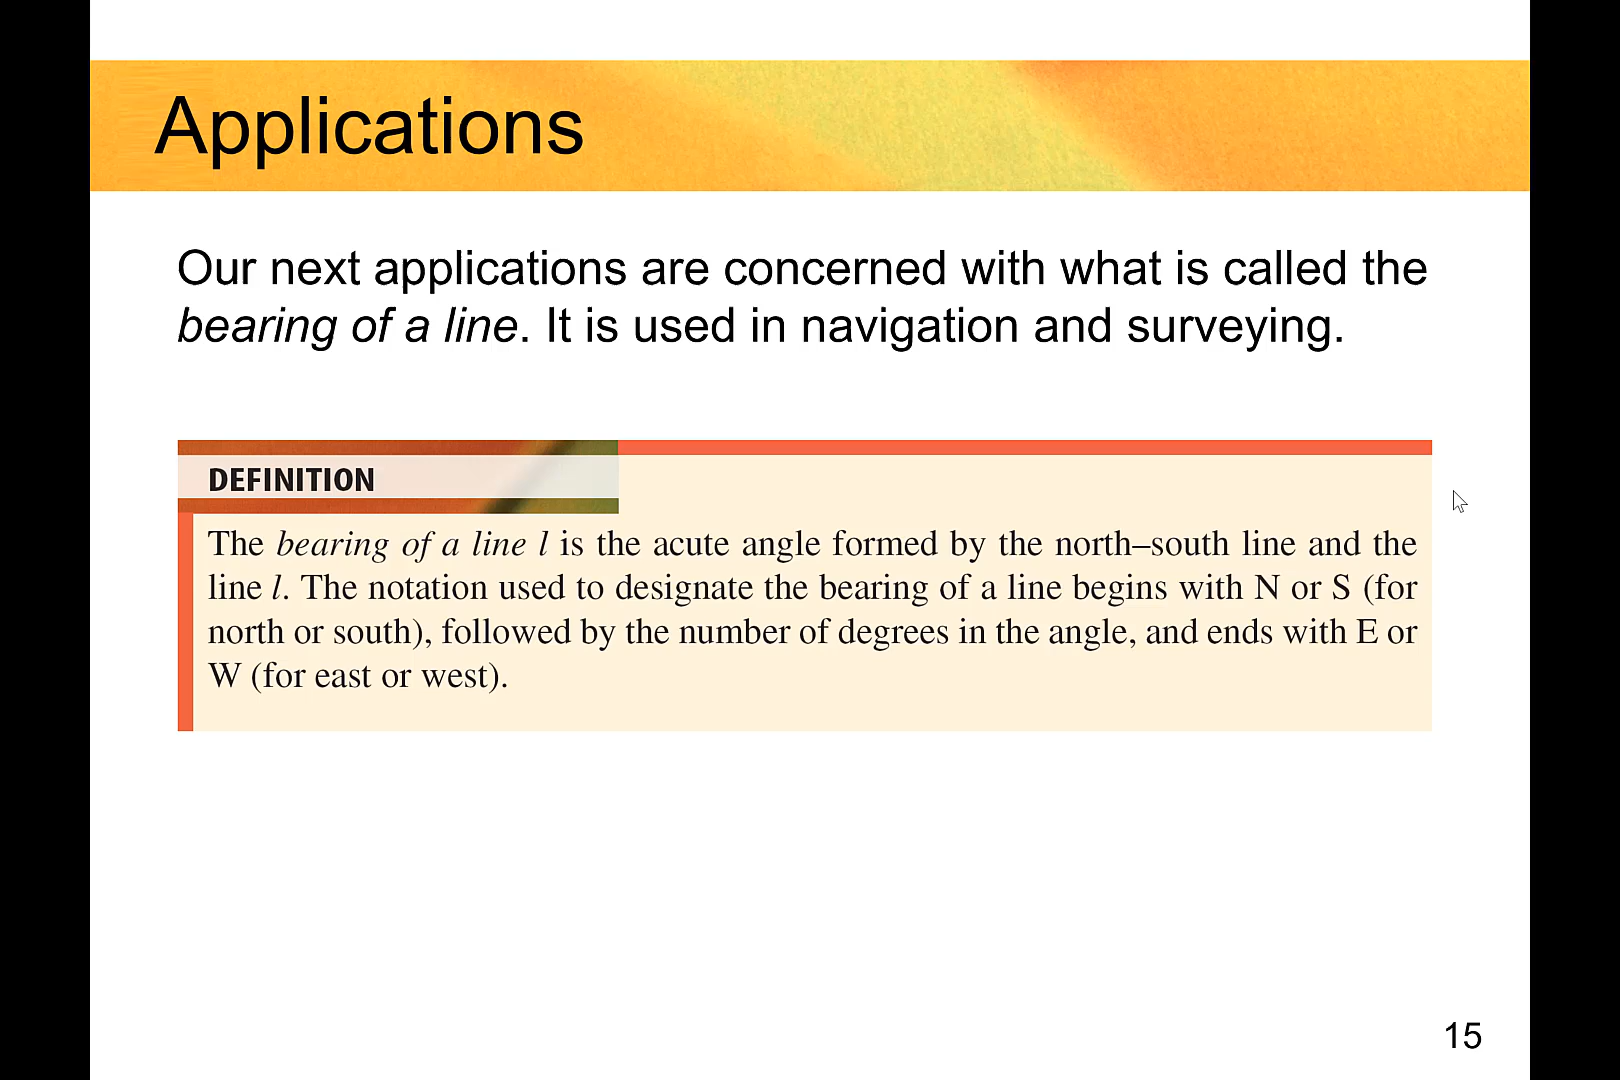 Applications
Our next applications are concerned with what is called the
bearing of a line. It is used in navigation and surveying.
DEFINITION
The bearing of a line l is the acute angle formed by the north–south line and the
line l. The notation used to designate the bearing of a line begins with N or S (for
north or south), followed by the number of degrees in the angle, and ends with E or
W (for east or west).
15